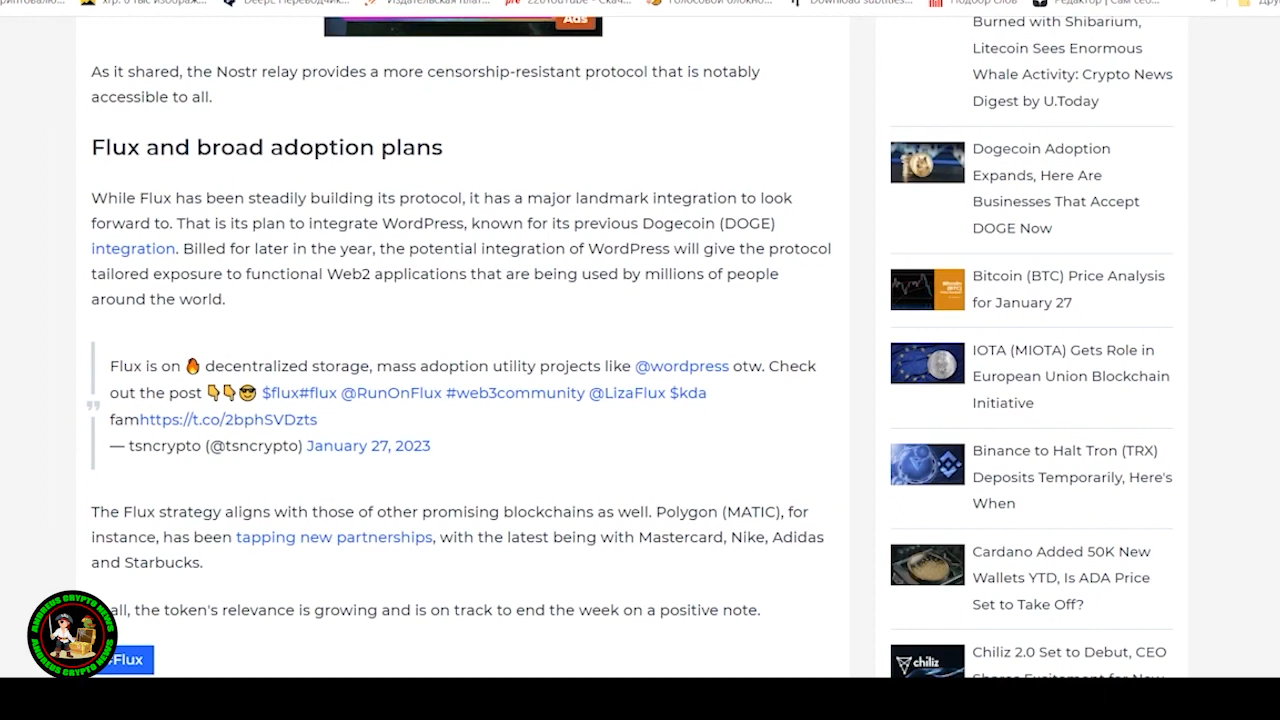 Ads
As it shared, the Nostr relay provides a more censorship-resistant protocol that is notably
accessible to all.
Flux and broad adoption plans
While Flux has been steadily building its protocol, it has a major landmark integration to look
forward to. That is its plan to integrate WordPress, known for its previous Dogecoin (DOGE)
integration. Billed for later in the year, the potential integration of WordPress will give the protocol
tailored exposure to functional Web2 applications that are being used by millions of people
around the world.
Flux is on 🔥 decentralized storage, mass adoption utility projects like @wordpress otw. Check
out the post 👇👇😎 $flux#flux @RunOnFlux #web3community @LizaFlux $kda
famhttps://t.co/2bphSVDzts
— tsncrypto (@tsncrypto) January 27, 2023
The Flux strategy aligns with those of other promising blockchains as well. Polygon (MATIC), for
instance, has been tapping new partnerships, with the latest being with Mastercard, Nike, Adidas
and Starbucks.
all, the token's relevance is growing and is on track to end the week on a positive note.
#Flux
Burned with Shibarium,
Litecoin Sees Enormous
Whale Activity: Crypto News
Digest by U.Today
Dogecoin Adoption
Expands, Here Are
Businesses That Accept
DOGE Now
Bitcoin (BTC) Price Analysis
for January 27
IOTA (MIOTA) Gets Role in
European Union Blockchain
Initiative
Binance to Halt Tron (TRX)
Deposits Temporarily, Here's
When
Cardano Added 50K New
Wallets YTD, Is ADA Price
Set to Take Off?
chiliz
Chiliz 2.0 Set to Debut, CEO
ANDREUS CRYPTO NEWS
ANDREUS CRYPTO NEWS